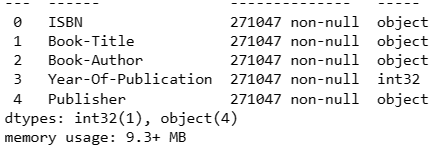 ---  ------               --------------   -----
 0   ISBN                 271047 non-null  object
 1   Book-Title           271047 non-null  object
 2   Book-Author          271047 non-null  object
 3   Year-Of-Publication  271047 non-null  int32
 4   Publisher            271047 non-null  object
dtypes: int32(1), object(4)
memory usage: 9.3+ MB